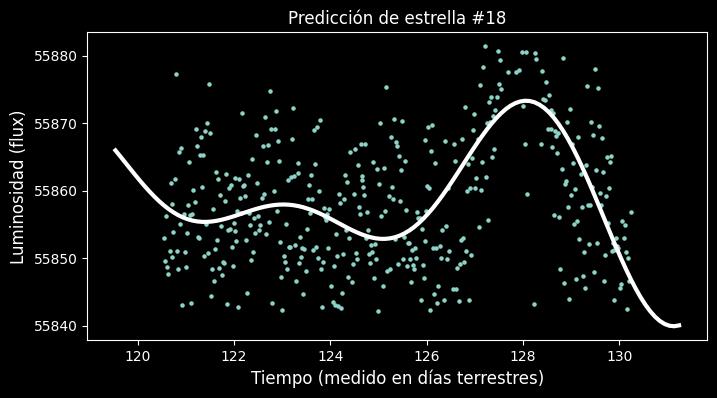 Predicción de estrella #18
Luminosidad (flux)
55880
55870
55860
55850
55840
120 122 124 126 128 130
Tiempo (medido en días terrestres)